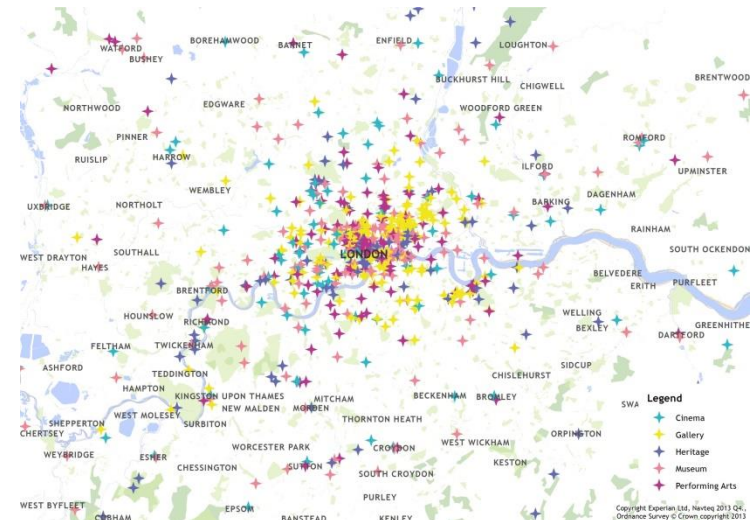 BOREHAMWOOD
BARNET
ENFIELD
LOUGHTON
WATFORD
BUSHEY
BUCKHURST HILL
CHIGWELL
BRENTWOOD
NORTHWOOD
EDGWARE
WOODFORD GREEN
PINNER
ROMFORD
RUISLIP
HARROW
ILFORD
UPMINSTER
WEMBLEY
DAGENHAM
UXBRIDGE
NORTHOLT
BARKING
RAINHAM
SOUTHALL
LONDON
SOUTH OCKENDON
WEST DRAYTON
HAYES
BELVEDERE
ERITH
PURFLEET
BRENTFORD
HOUNSLOW
RICHMOND
WELLING
BEXLEY
GREENHITHE
FELTHAM
TWICKENHAM
DARTFORD
ASHFORD
TEDDINGTON
CHISLEHURST
SIDCUP
HAMPTON
KINGSTON UPON THAMES
MITCHAM
BECKENHAM
BROMLEY
SWA
WEST MOLESEY
NEW MALDEN
MORDEN
THORNTON HEATH
SHEPPERTON
SURBITON
CHERTSEY
WORCESTER PARK
CROYDON
WEST WICKHAM
ORPINGTON
WEYBRIDGE
ESHER
CHESSINGTON
SUTTON
SOUTH CROYDON
KESTON
PURLEY
WEST BYFLEET
COBHAM
EPSOM
BANSTEAD
KENLEY
Legend
Cinema
Gallery
Heritage
Museum
Performing Arts
Copyright Experian Ltd, Navteq 2013 Q4.,
Ordnance Survey © Crown copyright 2013